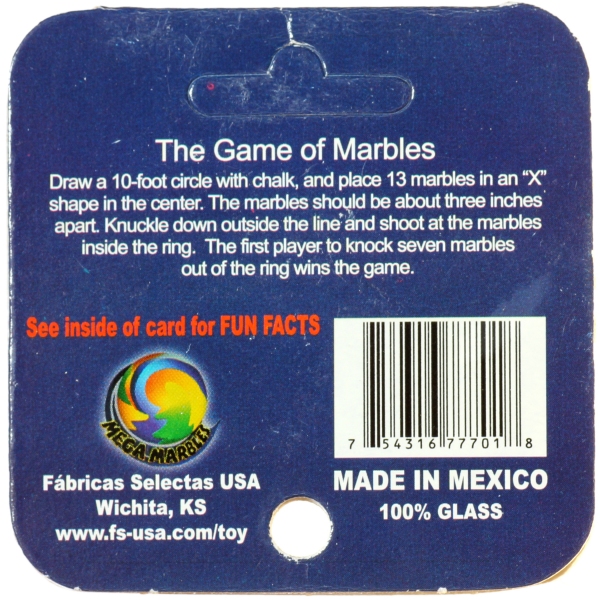 The Game of Marbles
Draw a 10-foot circle with chalk, and place 13 marbles in an “X”
shape in the center. The marbles should be about three inches
apart. Knuckle down outside the line and shoot at the marbles
inside the ring. The first player to knock seven marbles
out of the ring wins the game.
See inside of card for FUN FACTS
MEGA-MARBLES
Fábricas Selectas USA
Wichita, KS
www.fs-usa.com/toy
7 54316 77701 8
MADE IN MEXICO
100% GLASS